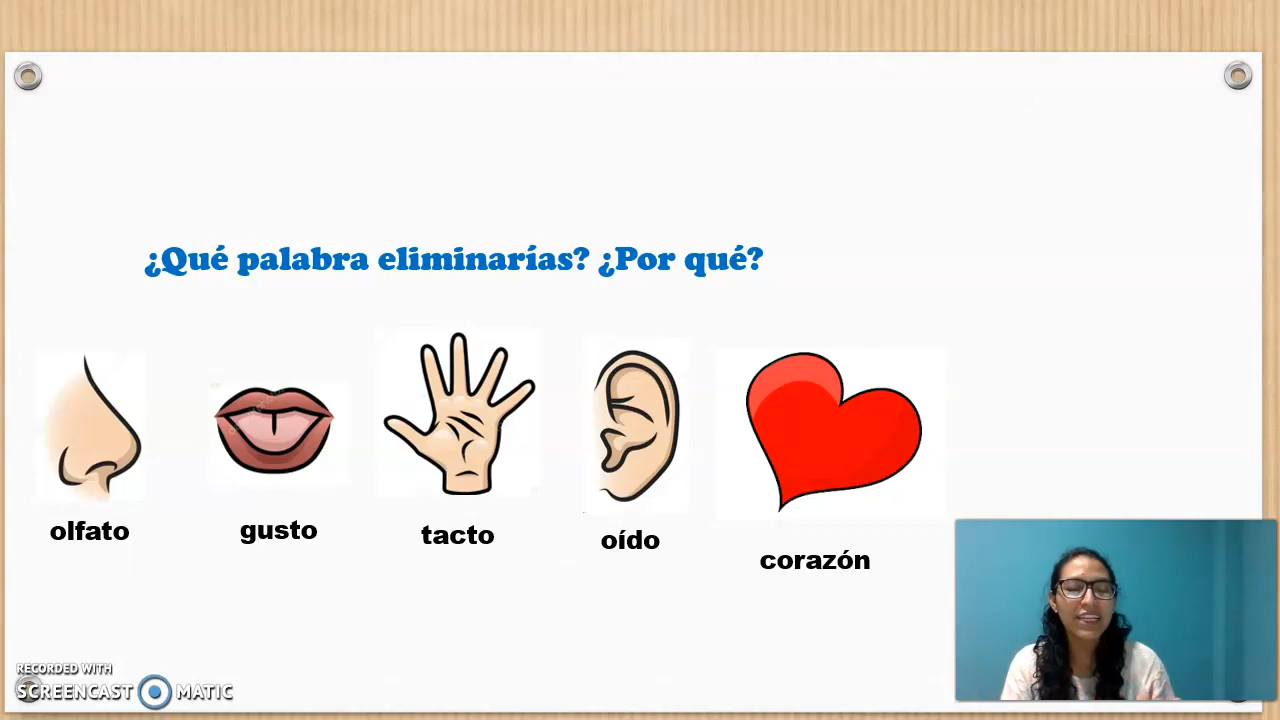 ¿Qué palabra eliminarías? ¿Por qué?
olfato
gusto
tacto
oído
corazón
RECORDED WITH
SCREENCAST MATIC